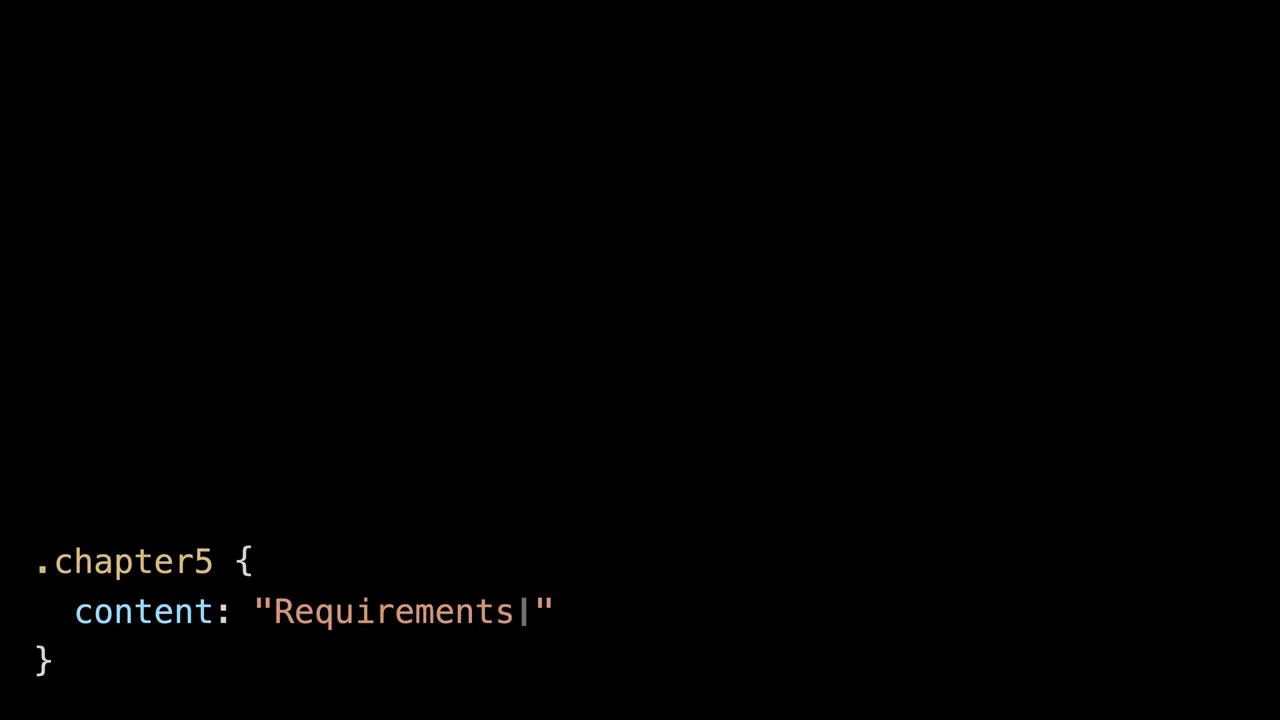 .chapter5 {
  content: "Requirements|"
}